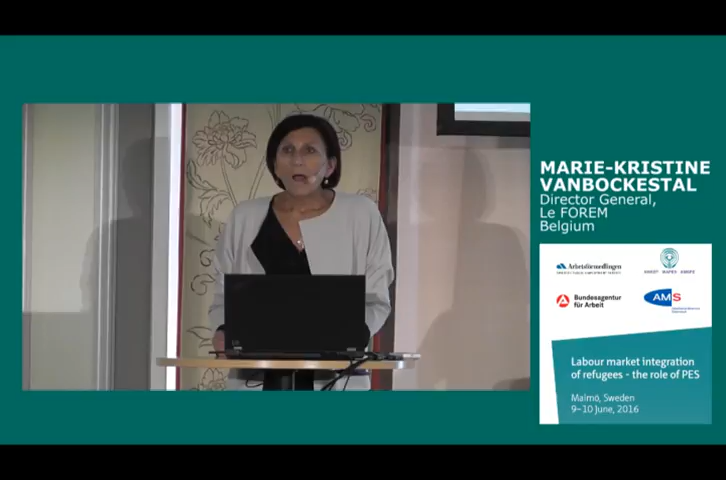 MARIE-KRISTINE
VANBOCKESTAL
Director General,
Le FOREM
Belgium
Arbetsförmedlingen
Bundesagentur
für Arbeit
AMS
Labour market integration
of refugees - the role of PES
Malmö, Sweden
9–10 June, 2016